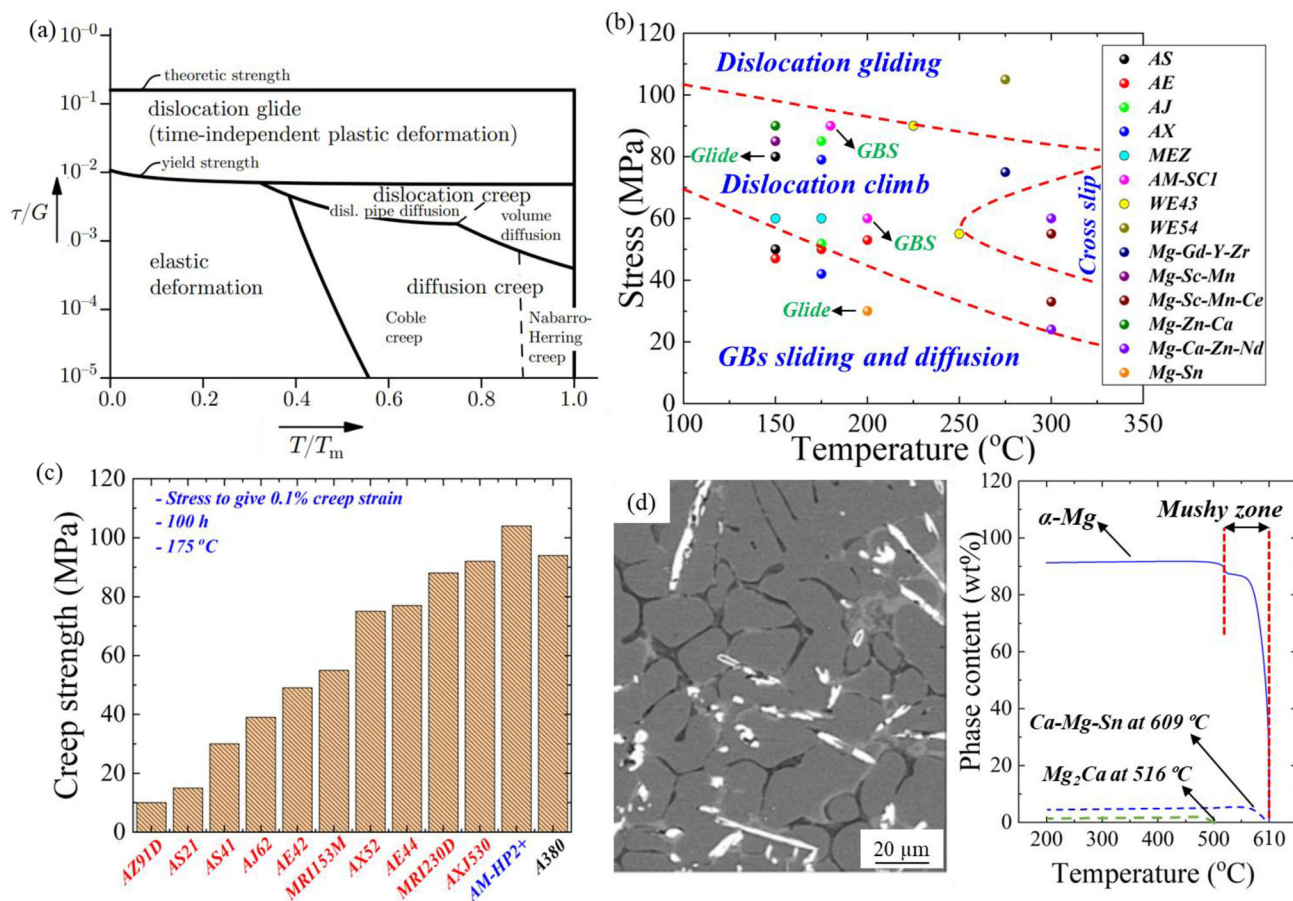 (a)
10⁻⁰
10⁻¹
10⁻²
10⁻³
10⁻⁴
10⁻⁵
τ/G
theoretic strength
dislocation glide
(time-independent plastic deformation)
yield strength
dislocation creep
disl. pipe diffusion
volume
diffusion
elastic
deformation
diffusion creep
Coble
creep
Nabarro-
Herring
creep
0.0 0.2 0.4 0.6 0.8 1.0
T/Tm
(b)
120
100
80
60
40
20
0
Stress (MPa)
Dislocation gliding
Glide
GBS
Dislocation climb
GBS
Cross slip
Glide
GBs sliding and diffusion
100 150 200 250 300 350
Temperature (°C)
AS
AE
AJ
AX
MEZ
AM-SC1
WE43
WE54
Mg-Gd-Y-Zr
Mg-Sc-Mn
Mg-Sc-Mn-Ce
Mg-Zn-Ca
Mg-Ca-Zn-Nd
Mg-Sn
(c)
120
100
80
60
40
20
0
Creep strength (MPa)
- Stress to give 0.1% creep strain
- 100 h
- 175 °C
AZ91D
AS21
AS41
AJ62
AE42
MRI153M
AX52
AE44
MRI230D
AXJ530
AM-HP2+
A380
(d)
20 μm
120
100
80
60
40
20
0
Phase content (wt%)
α-Mg
Mushy zone
Ca-Mg-Sn at 609 °C
Mg₂Ca at 516 °C
200 300 400 500 610
Temperature (°C)